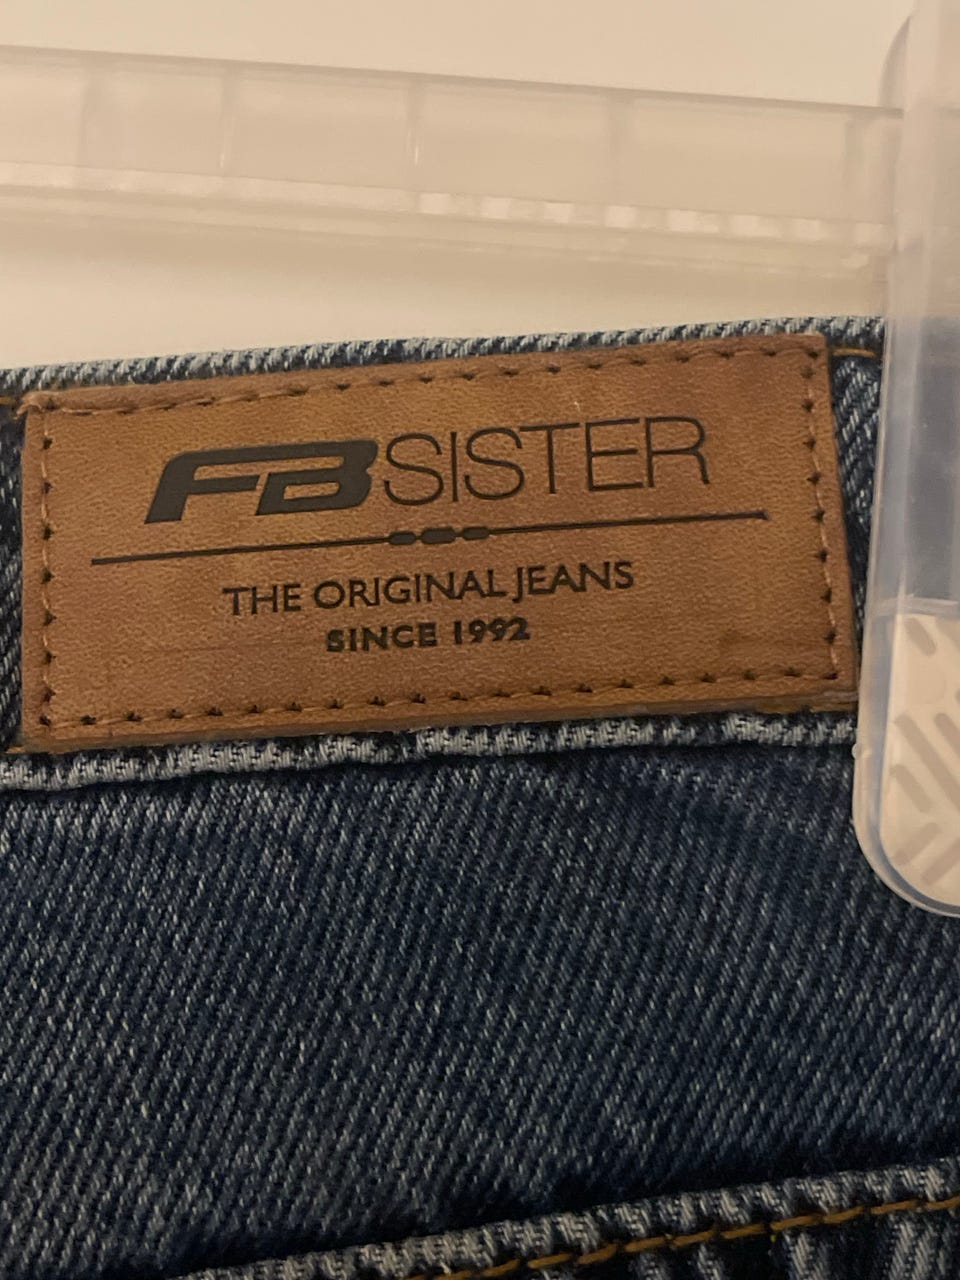 FBSISTER
THE ORIGINAL JEANS
SINCE 1992